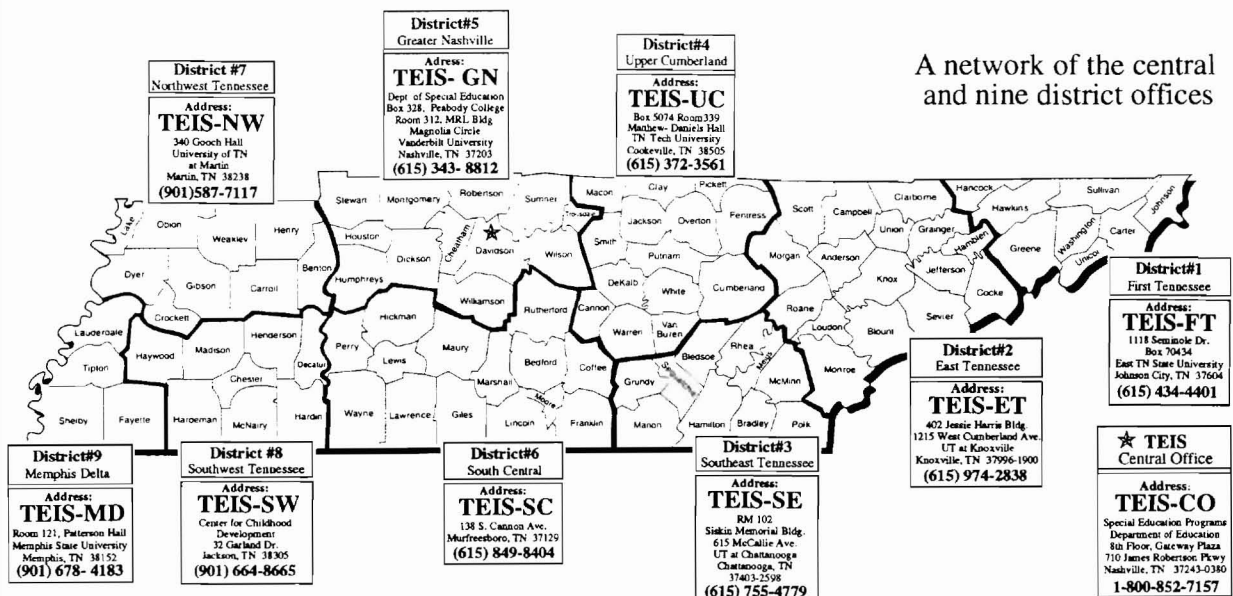 A network of the central
and nine district offices
District #7
Northwest Tennessee
Address:
TEIS-NW
340 Gooch Hall
University of TN
at Martin
Martin, TN 38238
(901)587-7117
District#5
Greater Nashville
Adress:
TEIS- GN
Dept of Special Education
Box 328, Peabody College
Room 312, MRL Bldg
Magnolia Circle
Vanderbilt University
Nashville, TN 37203
(615) 343- 8812
District#4
Upper Cumberland
Address:
TEIS-UC
Box 5074 Room339
Matthew- Daniels Hall
TN Tech University
Cookeville, TN 38505
(615) 372-3561
Lake
Obion
Weakley
Henry
Dyer
Gibson
Carroll
Benton
Crockett
Stewart
Montgomery
Robertson
Sumner
Trousdale
Houston
Dickson
Cheatham
Davidson
Wilson
Humphreys
Williamson
Rutherford
Macon
Clay
Pickett
Jackson
Overton
Fentress
Smith
Putnam
DeKalb
White
Cumberland
Cannon
Warren
Van
Buren
Scott
Campbell
Claiborne
Union
Grainger
Hamblen
Morgan
Anderson
Knox
Jefferson
Cocke
Roane
Loudon
Blount
Sevier
Monroe
Hancock
Hawkins
Sullivan
Johnson
Greene
Washington
Carter
Unicoi
Lauderdale
Tipton
Shelby
Fayette
Haywood
Madison
Henderson
Decatur
Chester
Hardeman
McNairy
Hardin
Perry
Hickman
Lewis
Maury
Bedford
Coffee
Marshall
Moore
Wayne
Lawrence
Giles
Lincoln
Franklin
Grundy
Sequatchie
Bledsoe
Rhea
Meigs
McMinn
Marion
Hamilton
Bradley
Polk
District#1
First Tennessee
Address:
TEIS-FT
1118 Seminole Dr.
Box 70434
East TN State University
Johnson City, TN 37604
(615) 434-4401
District#2
East Tennessee
Address:
TEIS-ET
402 Jessie Harris Bldg.
1215 West Cumberland Ave.
UT at Knoxville
Knoxville, TN 37996-1900
(615) 974-2838
District#9
Memphis Delta
Address:
TEIS-MD
Room 121, Patterson Hall
Memphis State University
Memphis, TN 38152
(901) 678- 4183
District #8
Southwest Tennessee
Address:
TEIS-SW
Center for Childhood
Development
32 Garland Dr.
Jackson, TN 38305
(901) 664-8665
District#6
South Central
Address:
TEIS-SC
138 S. Cannon Ave.
Murfreesboro, TN 37129
(615) 849-8404
District#3
Southeast Tennessee
Address:
TEIS-SE
RM 102
Siskin Memorial Bldg.
615 McCallie Ave.
UT at Chattanooga
Chattanooga, TN
37403-2598
(615) 755-4779
TEIS
Central Office
Address:
TEIS-CO
Special Education Programs
Department of Education
8th Floor, Gateway Plaza
710 James Robertson Pkwy
Nashville, TN 37243-0380
1-800-852-7157